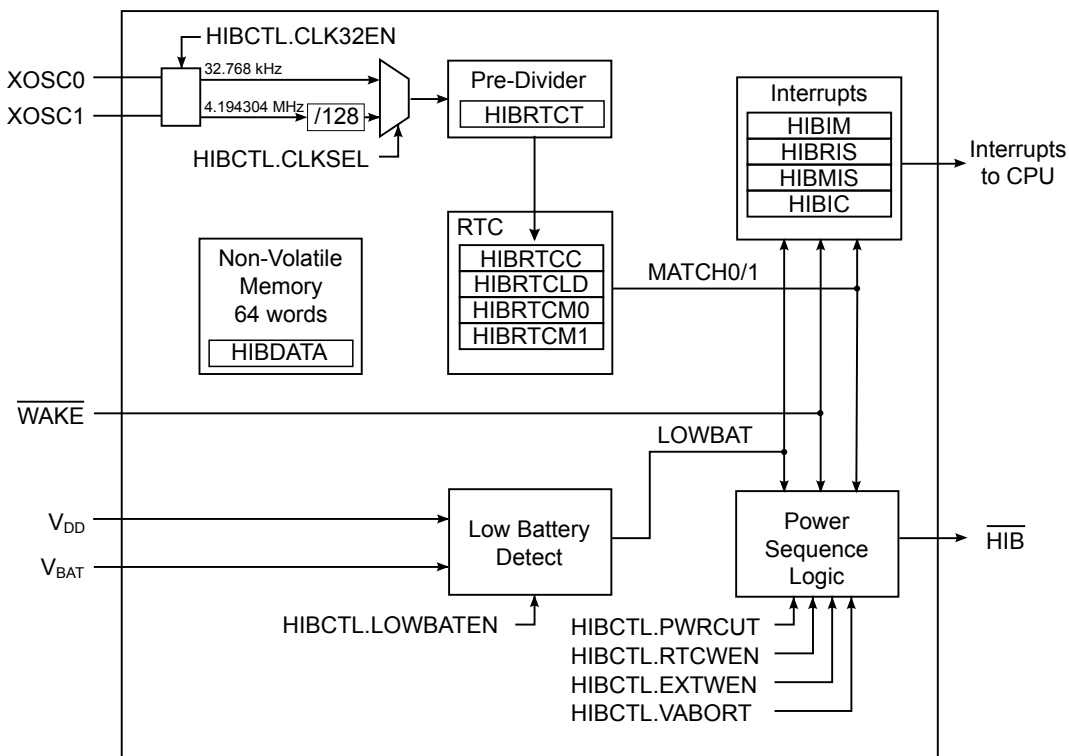 HIBCTL.CLK32EN
XOSC0
32.768 kHz
XOSC1
4.194304 MHz
/128
HIBCTL.CLKSEL
Pre-Divider
HIBRTCT
Interrupts
HIBIM
HIBRIS
HIBMIS
HIBIC
Interrupts
to CPU
RTC
HIBRTCC
HIBRTCLD
HIBRTCM0
HIBRTCM1
MATCH0/1
Non-Volatile
Memory
64 words
HIBDATA
WAKE
LOWBAT
VDD
VBAT
Low Battery
Detect
HIBCTL.LOWBATEN
Power
Sequence
Logic
HIB
HIBCTL.PWRCUT
HIBCTL.RTCWEN
HIBCTL.EXTWEN
HIBCTL.VABORT